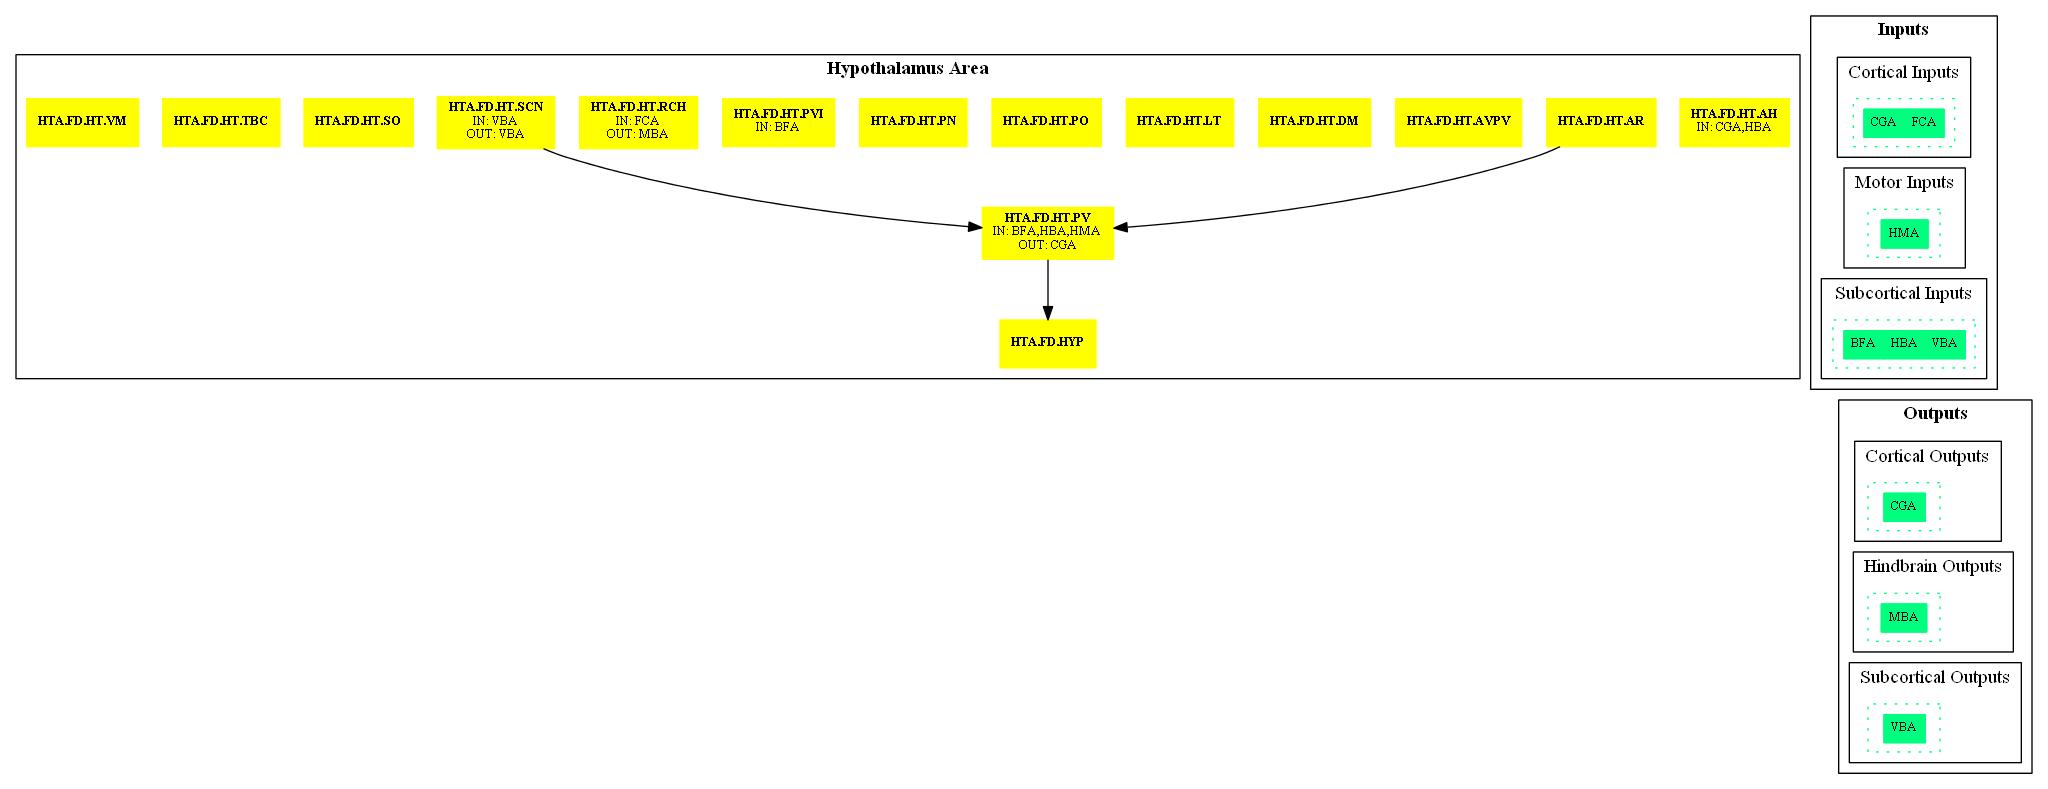 Hypothalamus Area
HTA.FD.HT.VM
HTA.FD.HT.TBC
HTA.FD.HT.SO
HTA.FD.HT.SCN
IN: VBA
OUT: VBA
HTA.FD.HT.RCH
IN: FCA
OUT: MBA
HTA.FD.HT.PVI
IN: BFA
HTA.FD.HT.PN
HTA.FD.HT.PO
HTA.FD.HT.LT
HTA.FD.HT.DM
HTA.FD.HT.AVPV
HTA.FD.HT.AR
HTA.FD.HT.AH
IN: CGA,HBA
HTA.FD.HT.PV
IN: BFA,HBA,HMA
OUT: CGA
HTA.FD.HYP
Inputs
Cortical Inputs
CGA FCA
Motor Inputs
HMA
Subcortical Inputs
BFA HBA VBA
Outputs
Cortical Outputs
CGA
Hindbrain Outputs
MBA
Subcortical Outputs
VBA